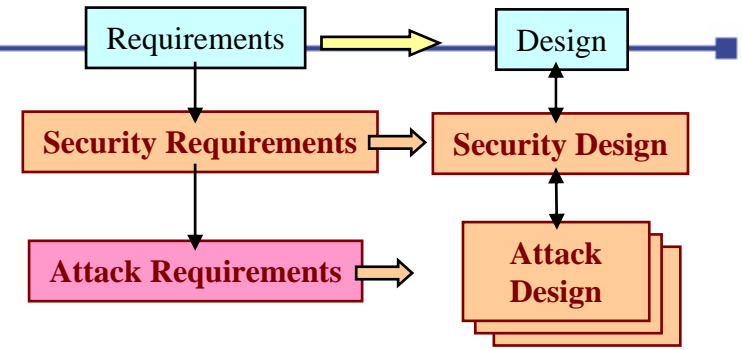 Requirements
Design
Security Requirements
Security Design
Attack Requirements
Attack
Design